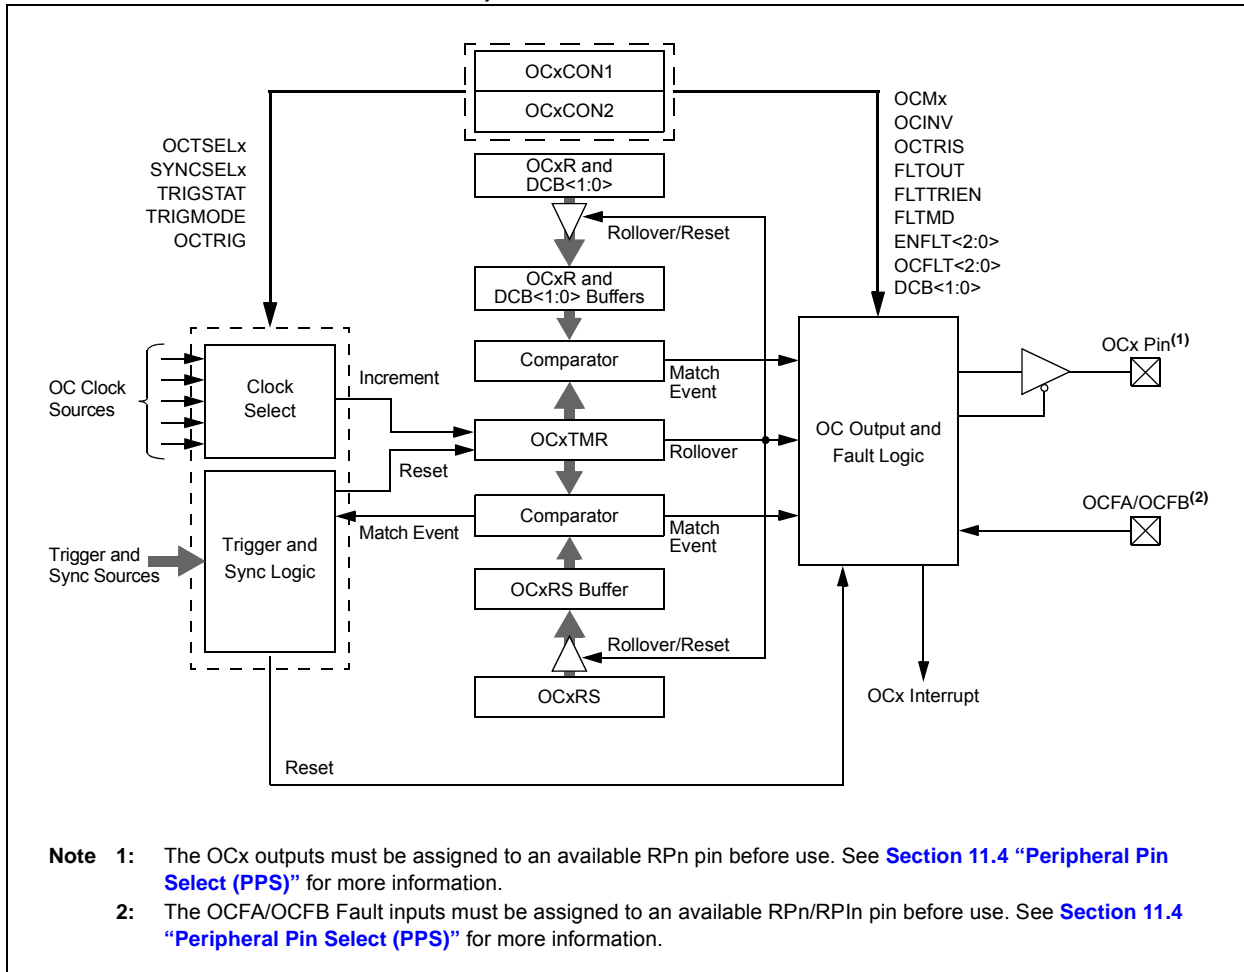 OCxCON1
OCxCON2
OCTSELx
SYNCSELx
TRIGSTAT
TRIGMODE
OCTRIG
OCMx
OCINV
OCTRIS
FLTOUT
FLTTRIEN
FLTMD
ENFLT<2:0>
OCFLT<2:0>
DCB<1:0>
OCxR and
DCB<1:0>
Rollover/Reset
OCxR and
DCB<1:0> Buffers
OC Clock
Sources
Clock
Select
Increment
Comparator
Match
Event
OCxTMR
Rollover
Reset
Comparator
Match Event
Match
Event
Trigger and
Sync Sources
Trigger and
Sync Logic
OCxRS Buffer
Rollover/Reset
OCxRS
OC Output and
Fault Logic
OCx Pin(1)
OCFA/OCFB(2)
OCx Interrupt
Reset
Note 1: The OCx outputs must be assigned to an available RPn pin before use. See Section 11.4 “Peripheral Pin
Select (PPS)” for more information.
2: The OCFA/OCFB Fault inputs must be assigned to an available RPn/RPIn pin before use. See Section 11.4
“Peripheral Pin Select (PPS)” for more information.